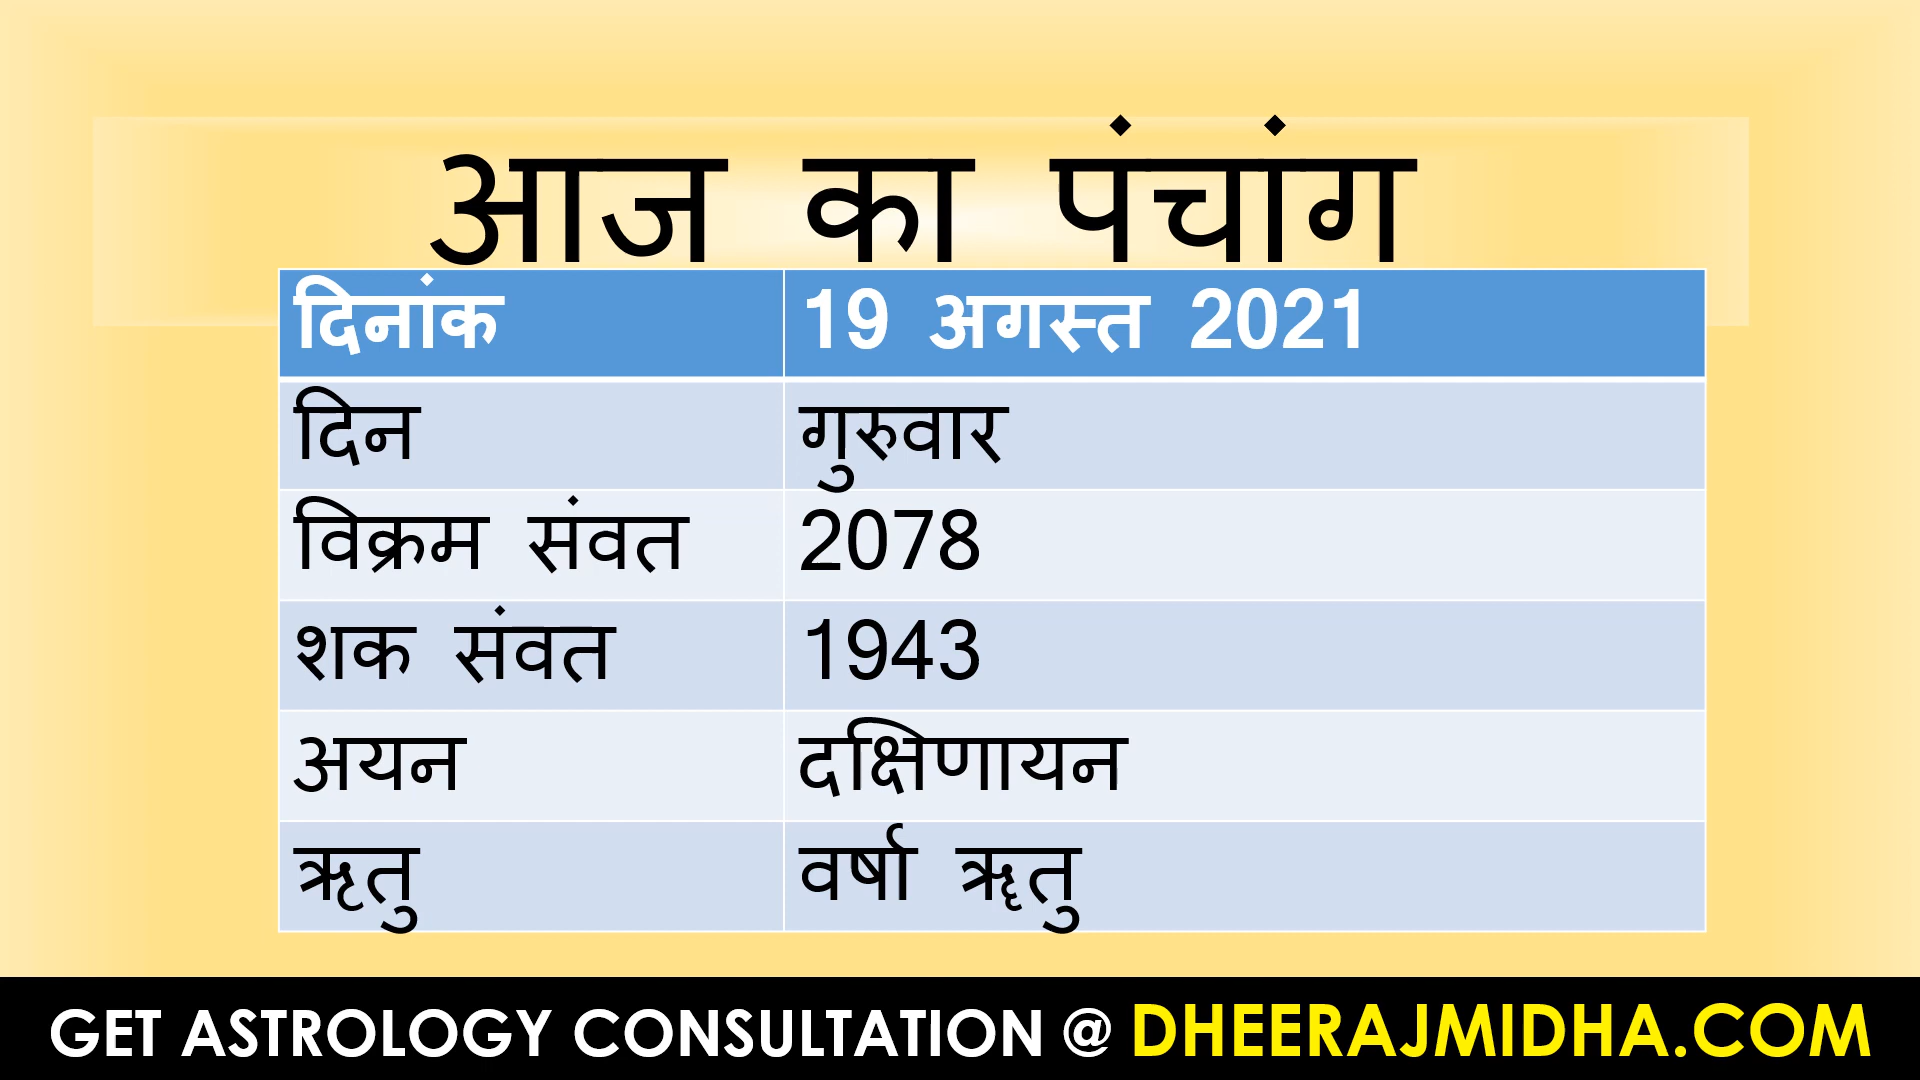 आज का पंचांग
दिनांक 19 अगस्त 2021
दिन गुरुवार
विक्रम संवत 2078
शक संवत 1943
अयन दक्षिणायन
ऋतु वर्षा ॠतु
GET ASTROLOGY CONSULTATION @ DHEERAJMIDHA.COM